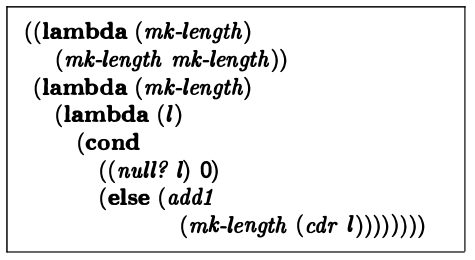 ((lambda (mk-length)
(mk-length mk-length))
(lambda (mk-length)
(lambda (l)
(cond
((null? l) 0)
(else (add1
(mk-length (cdr l))))))))